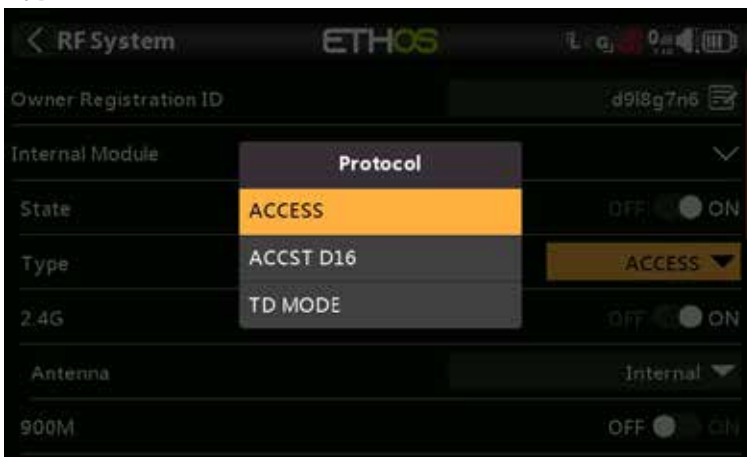 RF System
ETHOS
Owner Registration ID d9l8g7n6
Internal Module
Protocol
State OFF ON
ACCESS
Type ACCESS
ACCST D16
TD MODE
2.4G OFF ON
Antenna Internal
900M OFF ON